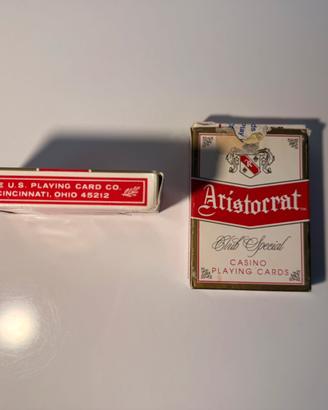 E U.S. PLAYING CARD CO.
CINCINNATI, OHIO 45212
Aristocrat
Club Special
CASINO
PLAYING CARDS